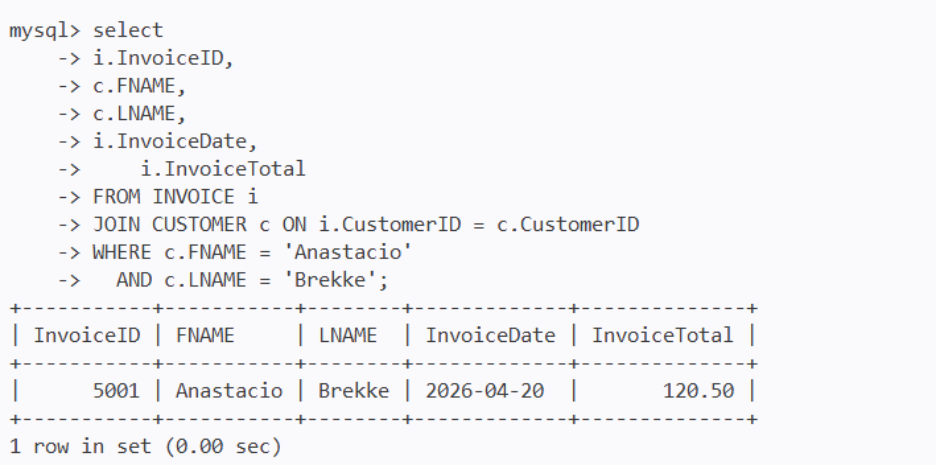 mysql> select
    -> i.InvoiceID,
    -> c.FNAME,
    -> c.LNAME,
    -> i.InvoiceDate,
    ->     i.InvoiceTotal
    -> FROM INVOICE i
    -> JOIN CUSTOMER c ON i.CustomerID = c.CustomerID
    -> WHERE c.FNAME = 'Anastacio'
    ->   AND c.LNAME = 'Brekke';
+-----------+-----------+--------+-------------+--------------+
| InvoiceID | FNAME     | LNAME  | InvoiceDate | InvoiceTotal |
+-----------+-----------+--------+-------------+--------------+
|      5001 | Anastacio | Brekke | 2026-04-20  |       120.50 |
+-----------+-----------+--------+-------------+--------------+
1 row in set (0.00 sec)